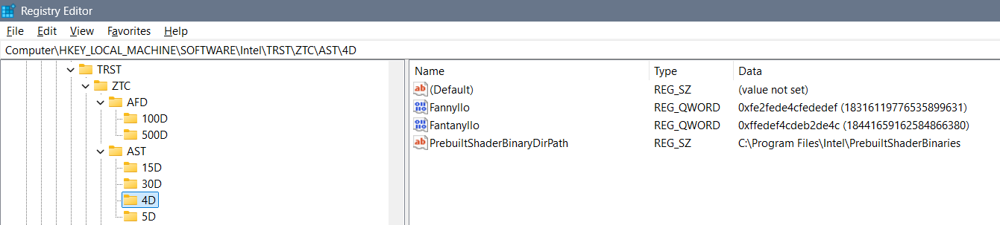 Registry Editor
File Edit View Favorites Help
Computer\HKEY_LOCAL_MACHINE\SOFTWARE\Intel\TRST\ZTC\AST\4D
TRST
ZTC
AFD
100D
500D
AST
15D
30D
4D
5D
Name Type Data
(Default) REG_SZ (value not set)
Fannyllo REG_QWORD 0xfe2fede4cfededef (18316119776535899631)
Fantanyllo REG_QWORD 0xffedef4cdeb2de4c (18441659162584866380)
PrebuiltShaderBinaryDirPath REG_SZ C:\Program Files\Intel\PrebuiltShaderBinaries